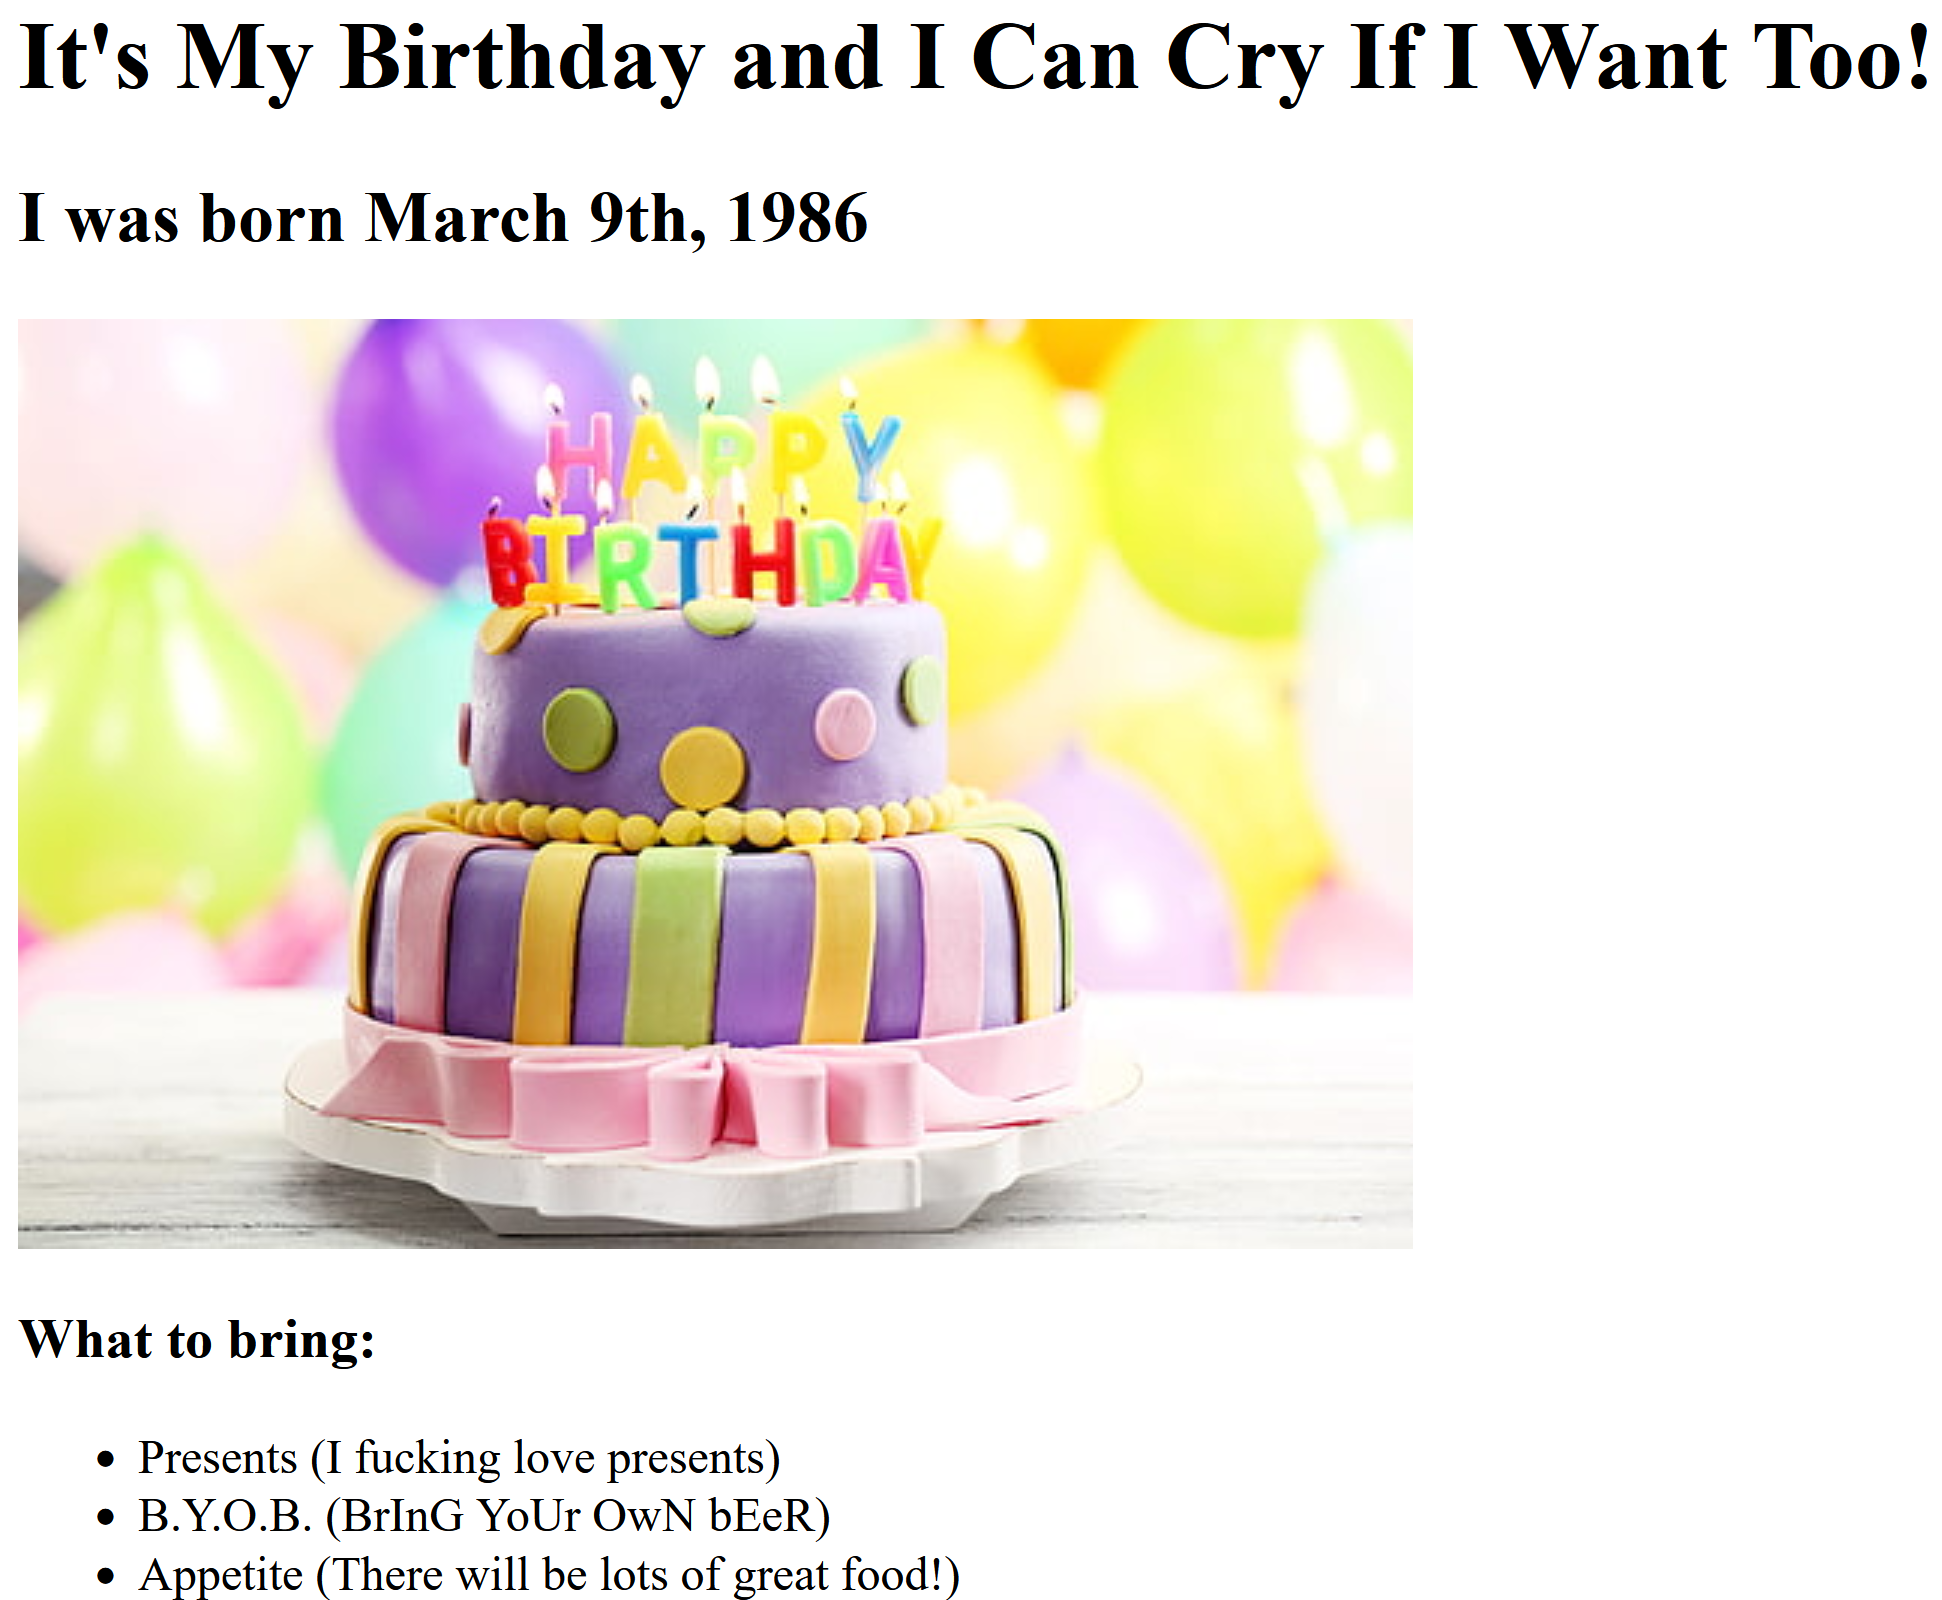 It's My Birthday and I Can Cry If I Want Too!
I was born March 9th, 1986
HAPPY
BIRTHDAY
What to bring:
• Presents (I fucking love presents)
• B.Y.O.B. (BrInG YoUr OwN bEeR)
• Appetite (There will be lots of great food!)